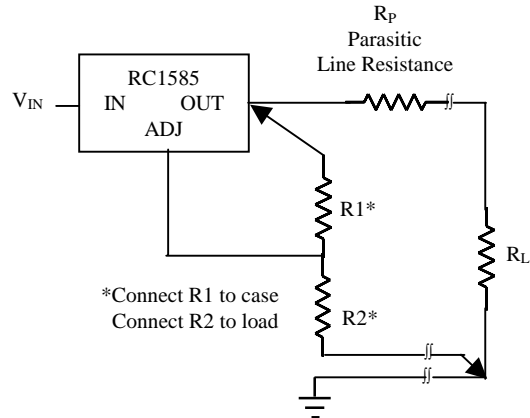 R_P
Parasitic
Line Resistance
RC1585
V_IN
IN OUT
ADJ
R1*
R_L
*Connect R1 to case
Connect R2 to load
R2*